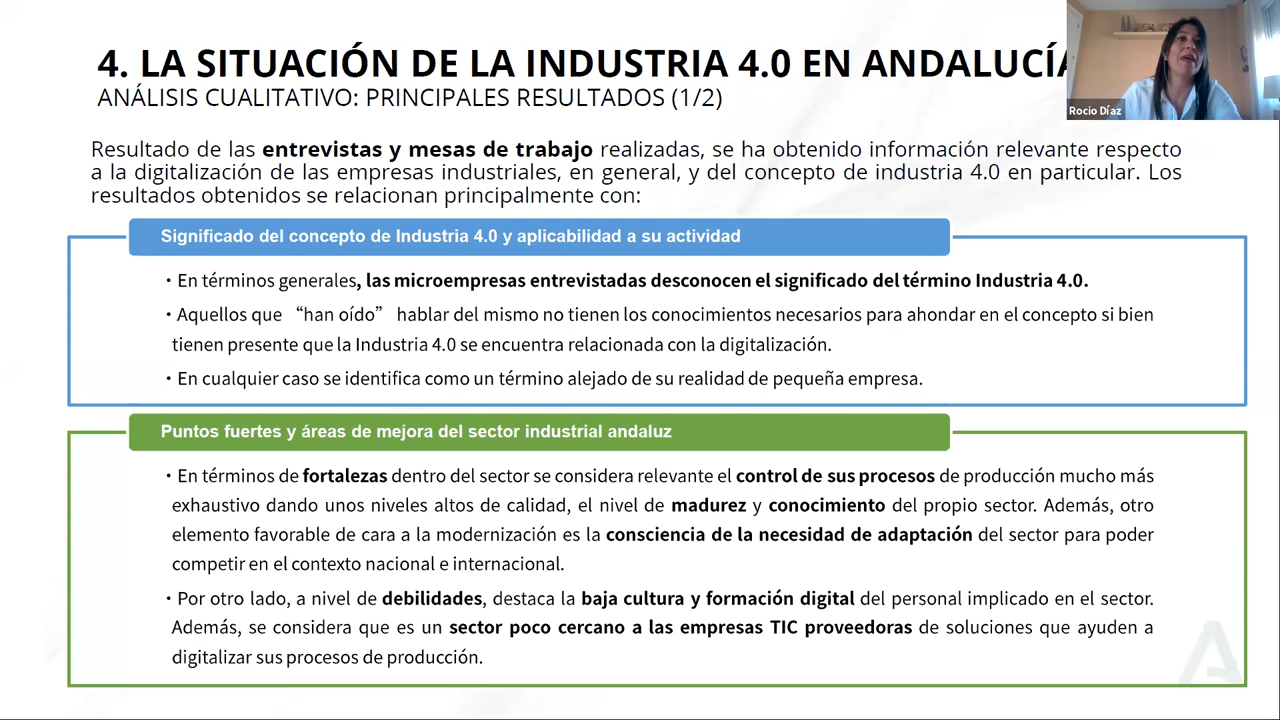 4. LA SITUACIÓN DE LA INDUSTRIA 4.0 EN ANDALUCÍA
ANÁLISIS CUALITATIVO: PRINCIPALES RESULTADOS (1/2)
Rocio Díaz
Resultado de las entrevistas y mesas de trabajo realizadas, se ha obtenido información relevante respecto
a la digitalización de las empresas industriales, en general, y del concepto de industria 4.0 en particular. Los
resultados obtenidos se relacionan principalmente con:
Significado del concepto de Industria 4.0 y aplicabilidad a su actividad
· En términos generales, las microempresas entrevistadas desconocen el significado del término Industria 4.0.
· Aquellos que “han oído” hablar del mismo no tienen los conocimientos necesarios para ahondar en el concepto si bien
tienen presente que la Industria 4.0 se encuentra relacionada con la digitalización.
· En cualquier caso se identifica como un término alejado de su realidad de pequeña empresa.
Puntos fuertes y áreas de mejora del sector industrial andaluz
· En términos de fortalezas dentro del sector se considera relevante el control de sus procesos de producción mucho más
exhaustivo dando unos niveles altos de calidad, el nivel de madurez y conocimiento del propio sector. Además, otro
elemento favorable de cara a la modernización es la consciencia de la necesidad de adaptación del sector para poder
competir en el contexto nacional e internacional.
· Por otro lado, a nivel de debilidades, destaca la baja cultura y formación digital del personal implicado en el sector.
Además, se considera que es un sector poco cercano a las empresas TIC proveedoras de soluciones que ayuden a
digitalizar sus procesos de producción.